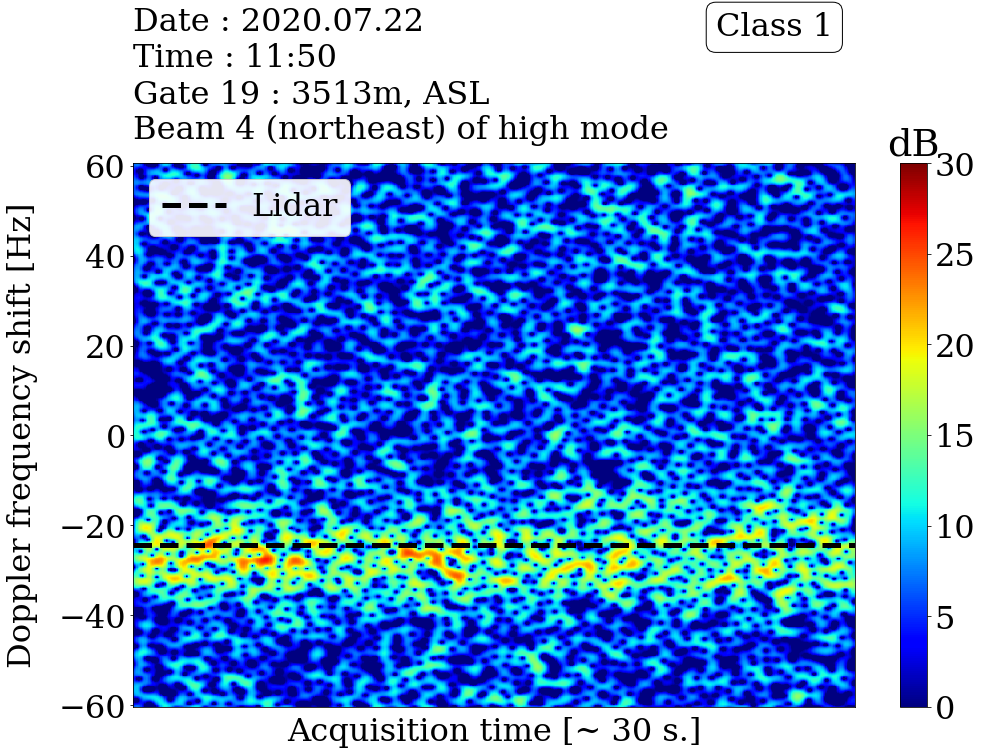 Date : 2020.07.22
Time : 11:50
Gate 19 : 3513m, ASL
Beam 4 (northeast) of high mode
Class 1
dB
Lidar
Doppler frequency shift [Hz]
60
40
20
0
−20
−40
−60
30
25
20
15
10
5
0
Acquisition time [~ 30 s.]